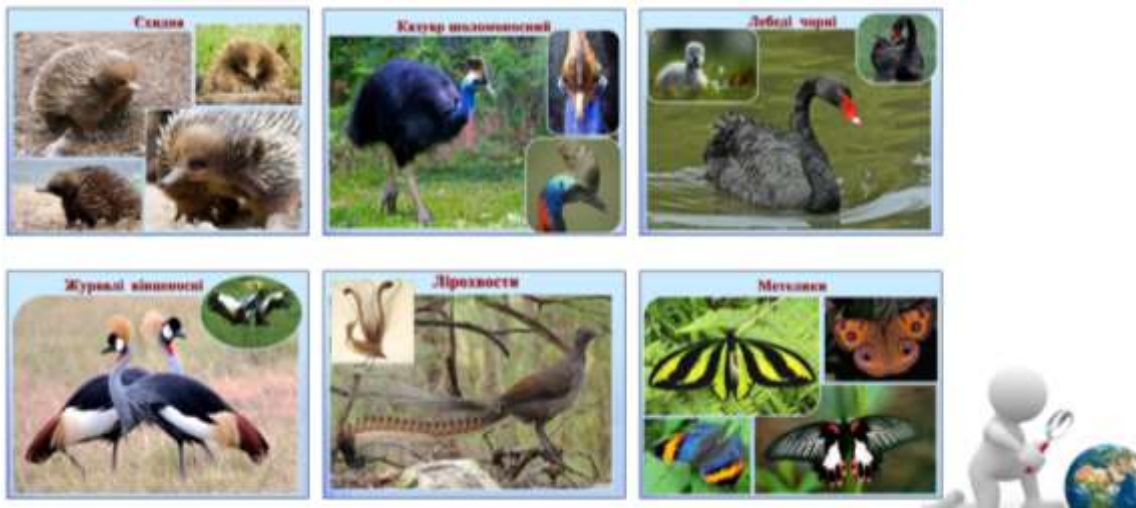 Єхидна
Казуар шоломоносний
Лебеді чорні
Журавлі вінценосні
Лірохвости
Метелики